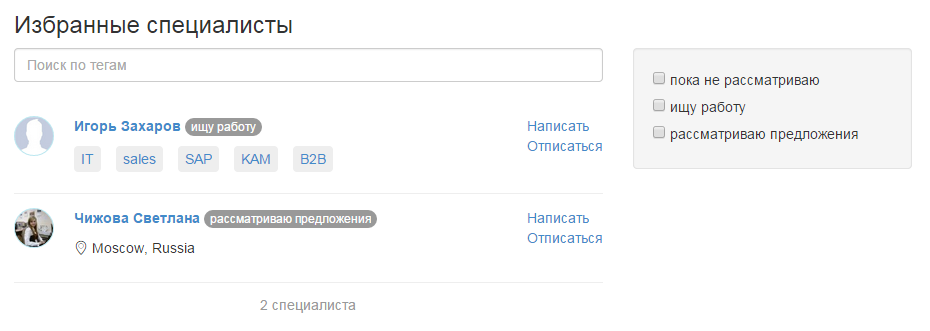 Избранные специалисты
Поиск по тегам
пока не рассматриваю
ищу работу
рассматриваю предложения
Игорь Захаров ищу работу
IT sales SAP KAM B2B
Написать
Отписаться
Чижова Светлана рассматриваю предложения
Moscow, Russia
Написать
Отписаться
2 специалиста